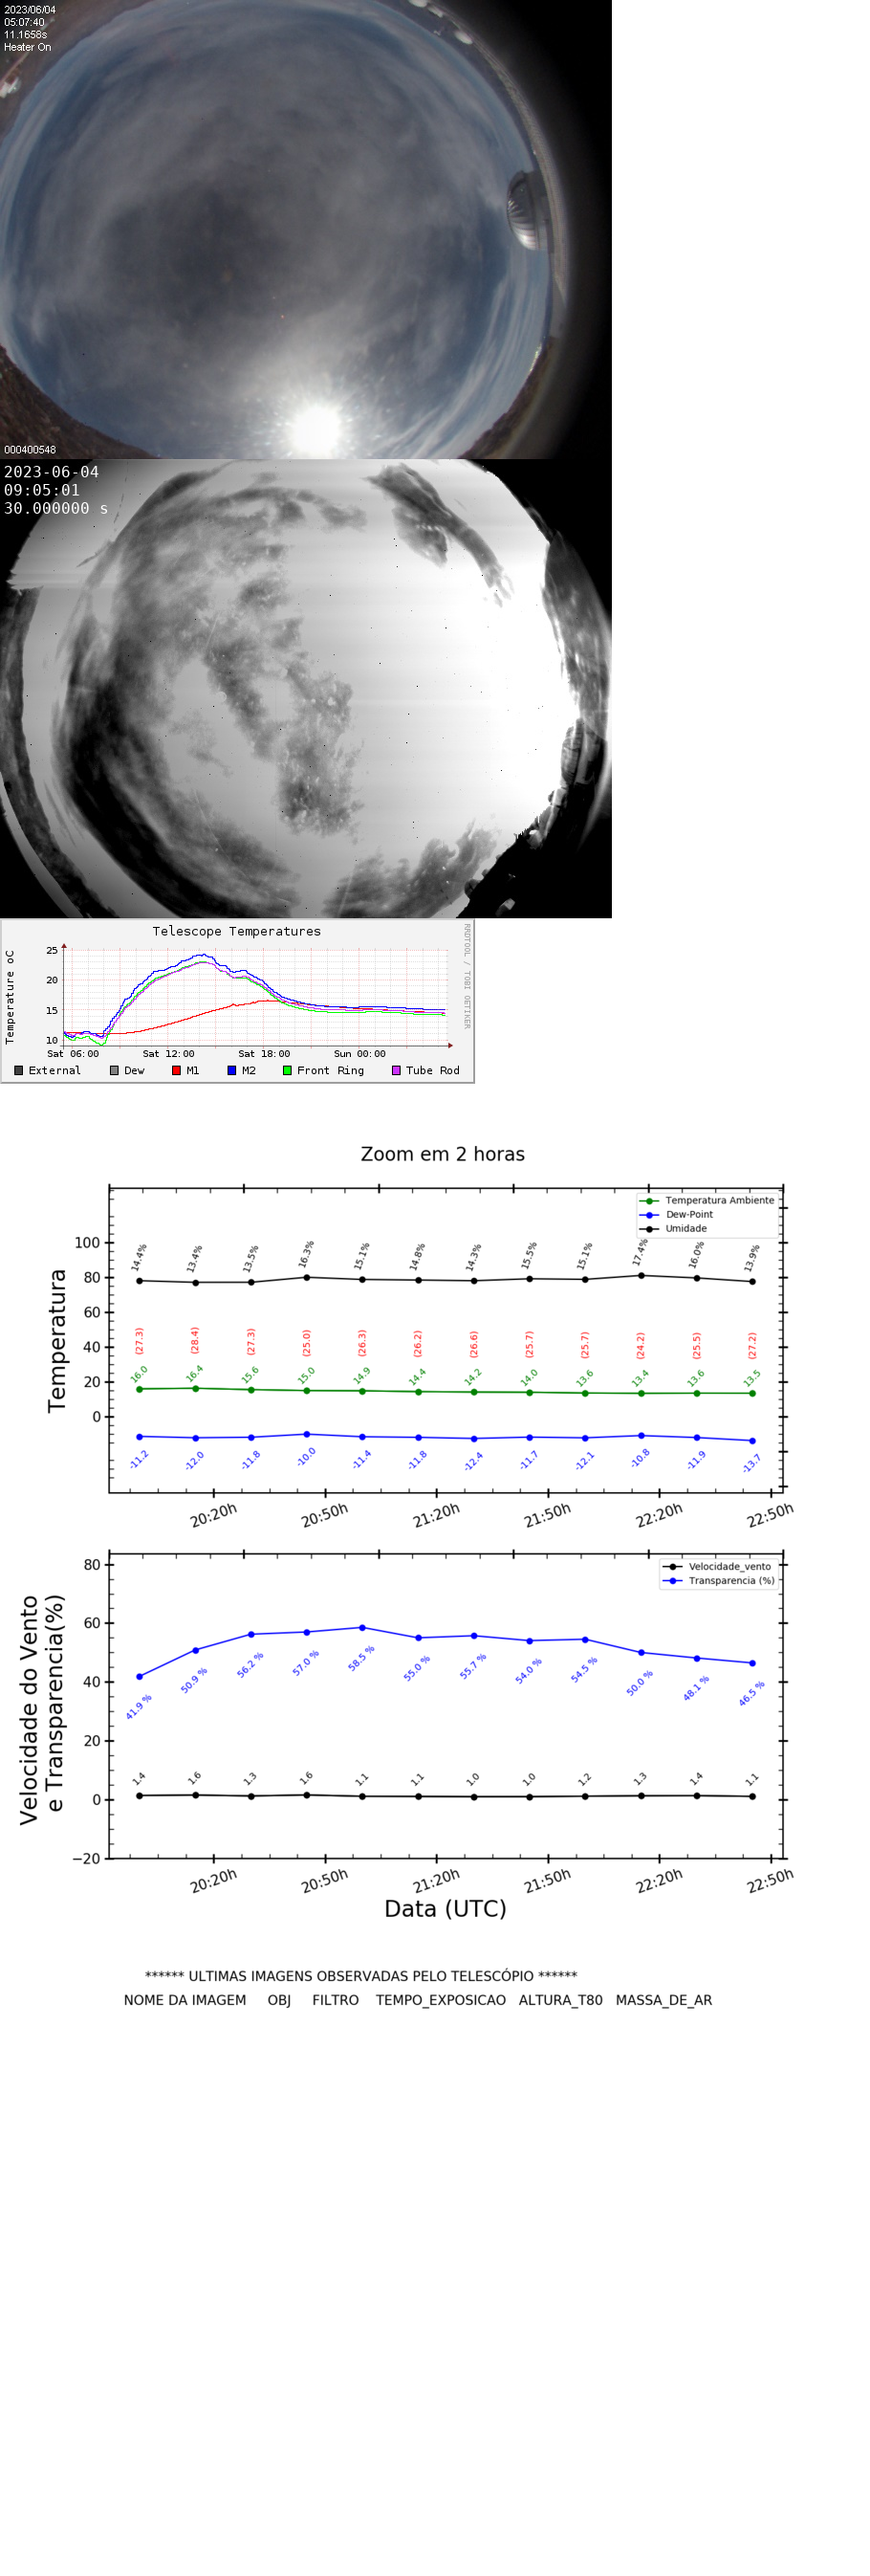 2023/06/04
05:07:40
11.1658s
Heater On
000400548
2023-06-04
09:05:01
30.000000 s
Telescope Temperatures
RRDTOOL / TOBI OETIKER
Temperature oC
25
20
15
10
Sat 06:00 Sat 12:00 Sat 18:00 Sun 00:00
External Dew M1 M2 Front Ring Tube Rod
Zoom em 2 horas
Temperatura Ambiente
Dew-Point
Umidade
Temperatura
100
80
60
40
20
0
14.4% 13.4% 13.5% 16.3% 15.1% 14.8% 14.3% 15.5% 15.1% 17.4% 16.0% 13.9%
(27.3) (28.4) (27.3) (25.0) (26.3) (26.2) (26.6) (25.7) (25.7) (24.2) (25.5) (27.2)
16.0 16.4 15.6 15.0 14.9 14.4 14.2 14.0 13.6 13.4 13.6 13.5
-11.2 -12.0 -11.8 -10.0 -11.4 -11.8 -12.4 -11.7 -12.1 -10.8 -11.9 -13.7
20:20h 20:50h 21:20h 21:50h 22:20h 22:50h
Velocidade_vento
Transparencia (%)
Velocidade do Vento
e Transparencia(%)
80
60
40
20
0
−20
41.9 % 50.9 % 56.2 % 57.0 % 58.5 % 55.0 % 55.7 % 54.0 % 54.5 % 50.0 % 48.1 % 46.5 %
1.4 1.6 1.3 1.6 1.1 1.1 1.0 1.0 1.2 1.3 1.4 1.1
20:20h 20:50h 21:20h 21:50h 22:20h 22:50h
Data (UTC)
****** ULTIMAS IMAGENS OBSERVADAS PELO TELESCÓPIO ******
NOME DA IMAGEM OBJ FILTRO TEMPO_EXPOSICAO ALTURA_T80 MASSA_DE_AR